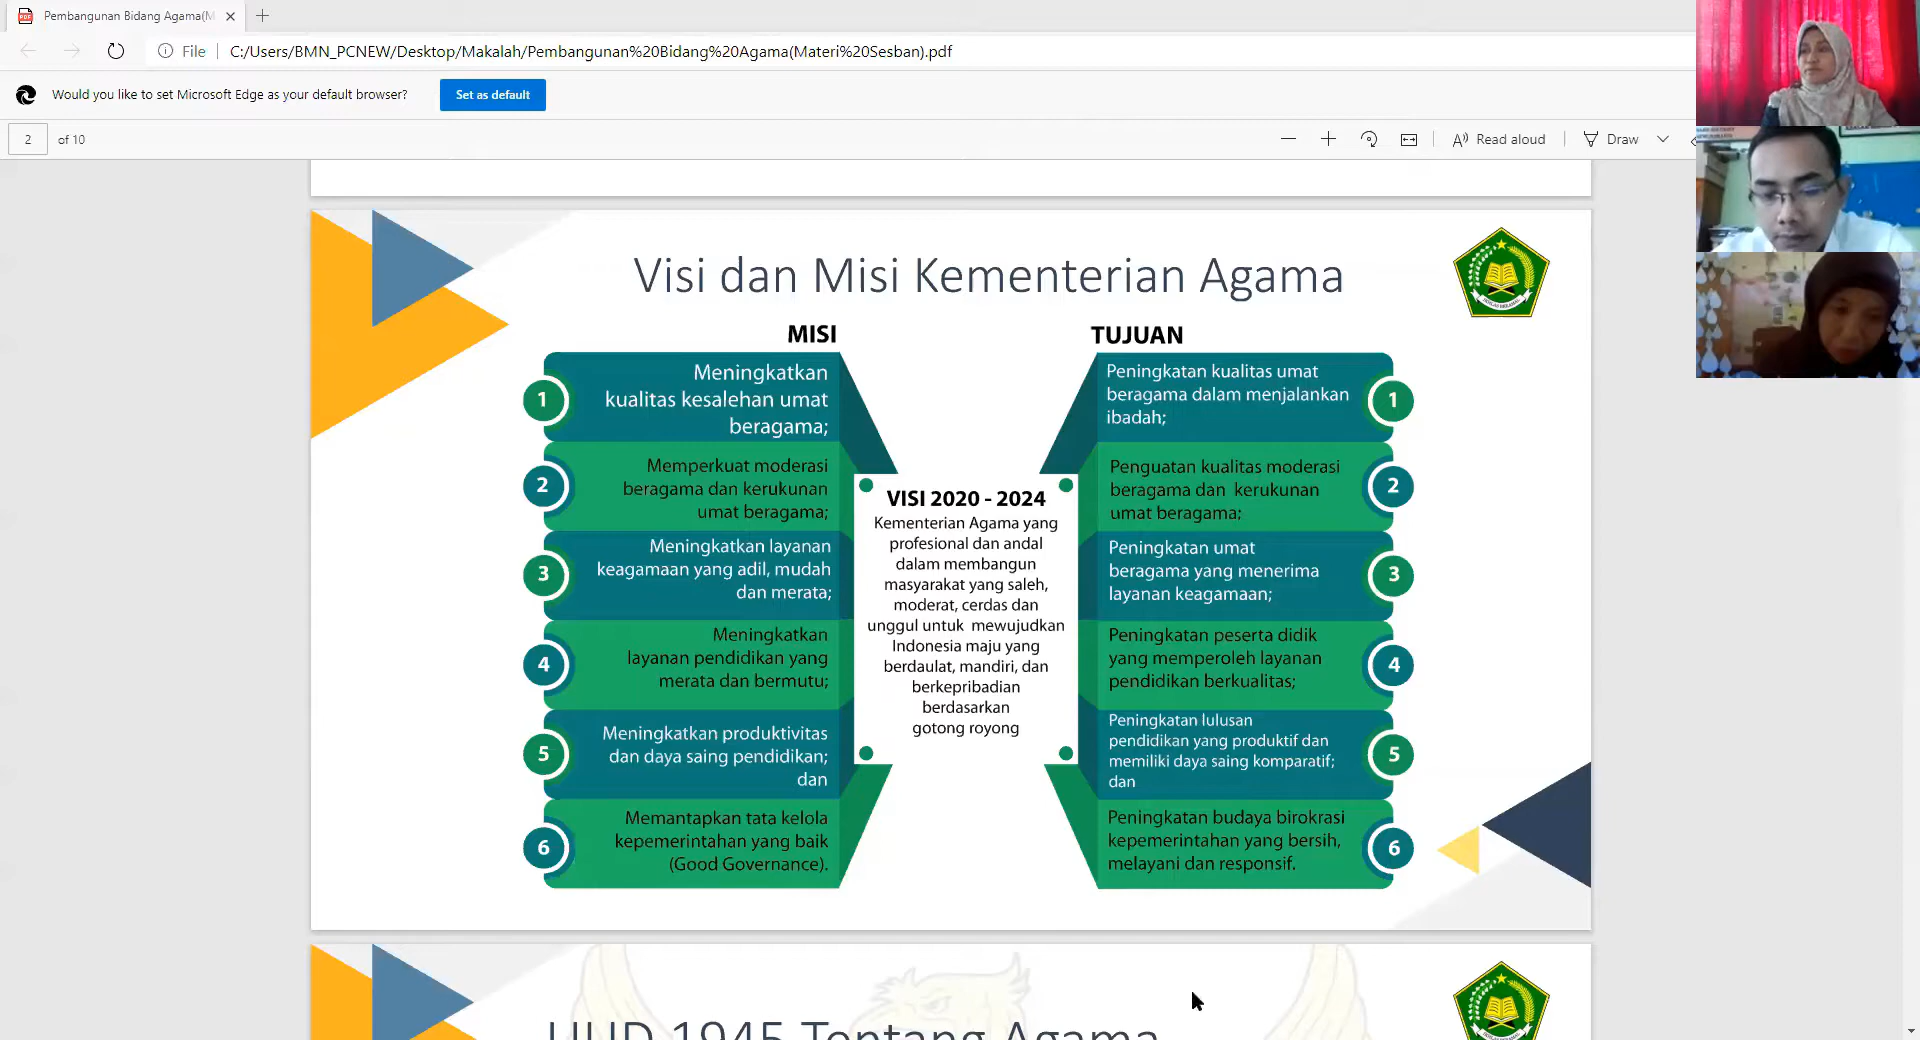 Pembangunan Bidang Agama(M
File
C:/Users/BMN_PCNEW/Desktop/Makalah/Pembangunan%20Bidang%20Agama(Materi%20Sesban).pdf
Would you like to set Microsoft Edge as your default browser?
Set as default
2
of 10
Read aloud
Draw
Visi dan Misi Kementerian Agama
MISI
1
Meningkatkan
kualitas kesalehan umat
beragama;
2
Memperkuat moderasi
beragama dan kerukunan
umat beragama;
3
Meningkatkan layanan
keagamaan yang adil, mudah
dan merata;
4
Meningkatkan
layanan pendidikan yang
merata dan bermutu;
5
Meningkatkan produktivitas
dan daya saing pendidikan;
dan
6
Memantapkan tata kelola
kepemerintahan yang baik
(Good Governance).
VISI 2020 - 2024
Kementerian Agama yang
profesional dan andal
dalam membangun
masyarakat yang saleh,
moderat, cerdas dan
unggul untuk mewujudkan
Indonesia maju yang
berdaulat, mandiri, dan
berkepribadian
berdasarkan
gotong royong
TUJUAN
Peningkatan kualitas umat
beragama dalam menjalankan
ibadah;
1
Penguatan kualitas moderasi
beragama dan kerukunan
umat beragama;
2
Peningkatan umat
beragama yang menerima
layanan keagamaan;
3
Peningkatan peserta didik
yang memperoleh layanan
pendidikan berkualitas;
4
Peningkatan lulusan
pendidikan yang produktif dan
memiliki daya saing komparatif;
dan
5
Peningkatan budaya birokrasi
kepemerintahan yang bersih,
melayani dan responsif.
6
UUD 1945 Tentang Agama